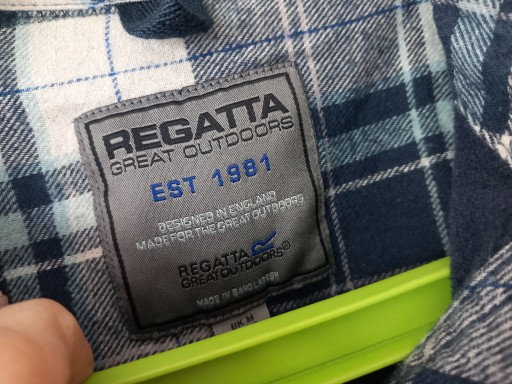 REGATTA
GREAT OUTDOORS
EST 1981
DESIGNED IN ENGLAND
MADE FOR THE GREAT OUTDOORS
REGATTA
GREAT OUTDOORS®
MADE IN BANGLADESH
UK M